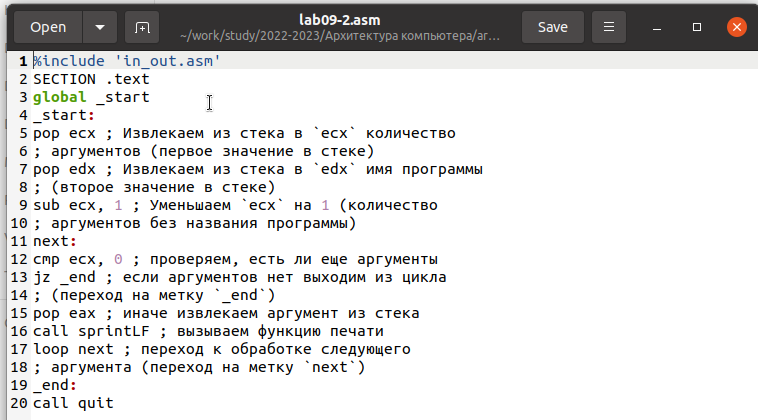 lab09-2.asm
Open
~/work/study/2022-2023/Архитектура компьютера/аг…
Save
1 %include 'in_out.asm'
2 SECTION .text
3 global _start
4 _start:
5 pop ecx ; Извлекаем из стека в `ecx` количество
6 ; аргументов (первое значение в стеке)
7 pop edx ; Извлекаем из стека в `edx` имя программы
8 ; (второе значение в стеке)
9 sub ecx, 1 ; Уменьшаем `ecx` на 1 (количество
10 ; аргументов без названия программы)
11 next:
12 cmp ecx, 0 ; проверяем, есть ли еще аргументы
13 jz _end ; если аргументов нет выходим из цикла
14 ; (переход на метку `_end`)
15 pop eax ; иначе извлекаем аргумент из стека
16 call sprintLF ; вызываем функцию печати
17 loop next ; переход к обработке следующего
18 ; аргумента (переход на метку `next`)
19 _end:
20 call quit